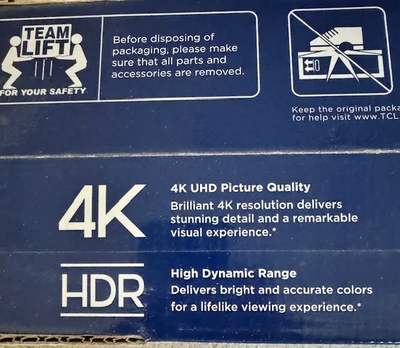 TEAM
LIFT
FOR YOUR SAFETY
Before disposing of
packaging, please make
sure that all parts and
accessories are removed.
Keep the original
for help visit www.TCL
4K
4K UHD Picture Quality
Brilliant 4K resolution delivers
stunning detail and a remarkable
visual experience.*
HDR
High Dynamic Range
Delivers bright and accurate colors
for a lifelike viewing experience.*